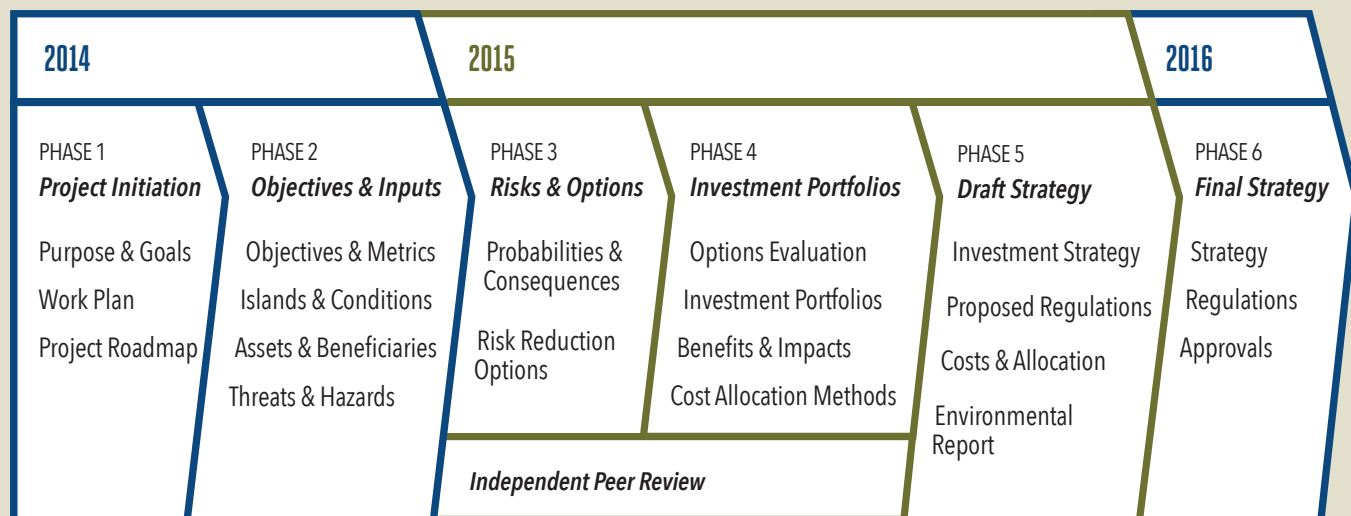 2014
2015
2016
PHASE 1
Project Initiation
Purpose & Goals
Work Plan
Project Roadmap
PHASE 2
Objectives & Inputs
Objectives & Metrics
Islands & Conditions
Assets & Beneficiaries
Threats & Hazards
PHASE 3
Risks & Options
Probabilities &
Consequences
Risk Reduction
Options
PHASE 4
Investment Portfolios
Options Evaluation
Investment Portfolios
Benefits & Impacts
Cost Allocation Methods
Independent Peer Review
PHASE 5
Draft Strategy
Investment Strategy
Proposed Regulations
Costs & Allocation
Environmental
Report
PHASE 6
Final Strategy
Strategy
Regulations
Approvals